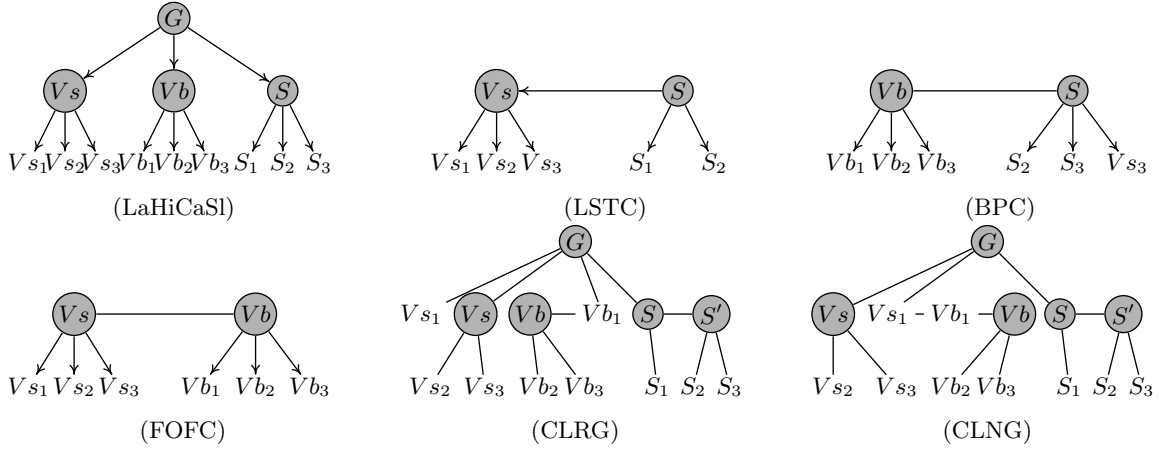 G
Vs Vb S
Vs₁ Vs₂ Vs₃ Vb₁ Vb₂ Vb₃ S₁ S₂ S₃
(LaHiCaSl)
Vs S
Vs₁ Vs₂ Vs₃ S₁ S₂
(LSTC)
Vb S
Vb₁ Vb₂ Vb₃ S₂ S₃ Vs₃
(BPC)
Vs Vb
Vs₁ Vs₂ Vs₃ Vb₁ Vb₂ Vb₃
(FOFC)
G
Vs₁ Vs Vb Vb₁ S S′
Vs₂ Vs₃ Vb₂ Vb₃ S₁ S₂ S₃
(CLRG)
G
Vs Vs₁ Vb₁ Vb S S′
Vs₂ Vs₃ Vb₂ Vb₃ S₁ S₂ S₃
(CLNG)